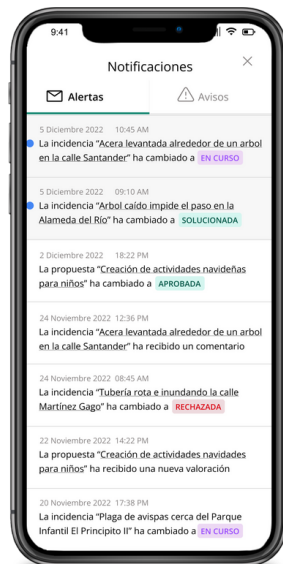 9:41
Notificaciones
Alertas
Avisos
5 Diciembre 2022 10:45 AM
La incidencia "Acera levantada alrededor de un arbol
en la calle Santander" ha cambiado a EN CURSO
5 Diciembre 2022 09:10 AM
La incidencia "Arbol caído impide el paso en la
Alameda del Río" ha cambiado a SOLUCIONADA
2 Diciembre 2022 18:22 PM
La propuesta "Creación de actividades navideñas
para niños" ha cambiado a APROBADA
24 Noviembre 2022 12:36 PM
La incidencia "Acera levantada alrededor de un arbol
en la calle Santander" ha recibido un comentario
24 Noviembre 2022 08:45 AM
La incidencia "Tubería rota e inundando la calle
Martínez Gago" ha cambiado a RECHAZADA
22 Noviembre 2022 14:22 PM
La propuesta "Creación de actividades navidades
para niños" ha recibido una nueva valoración
20 Noviembre 2022 17:38 PM
La incidencia "Plaga de avispas cerca del Parque
Infantil El Principito II" ha cambiado a EN CURSO